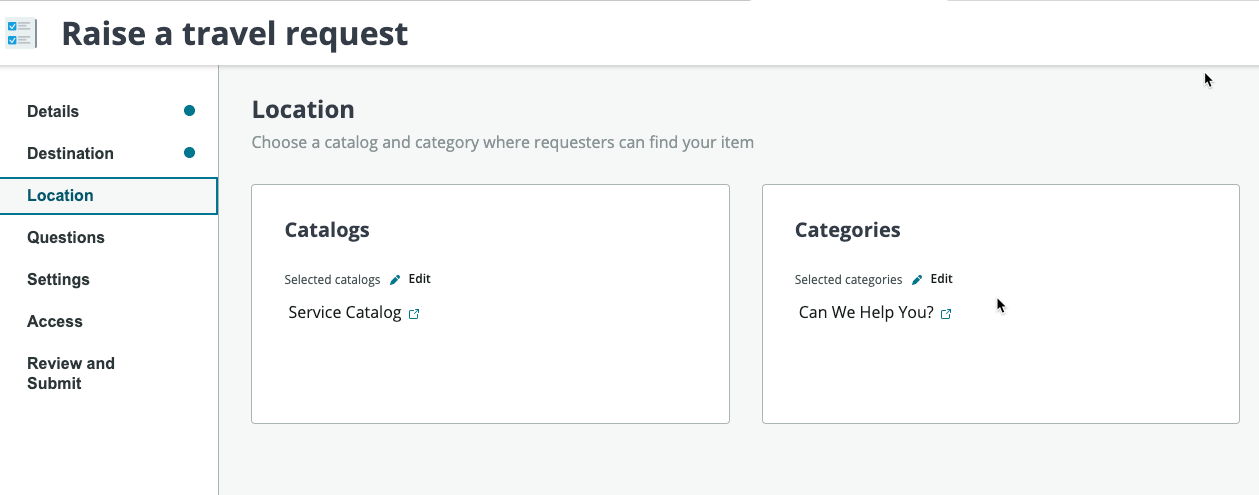 Raise a travel request
Details
Destination
Location
Questions
Settings
Access
Review and
Submit
Location
Choose a catalog and category where requesters can find your item
Catalogs
Selected catalogs Edit
Service Catalog
Categories
Selected categories Edit
Can We Help You?